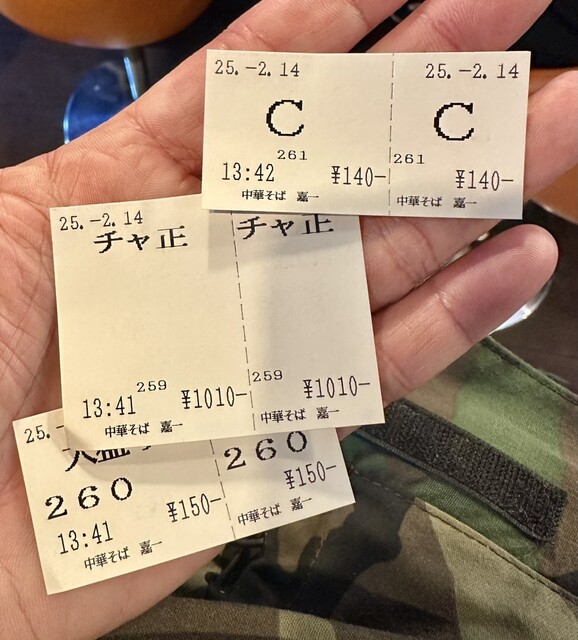 25.-2.14 25.-2.14
C C
261 261
13:42 ¥140- ¥140-
中華そば 嘉一 中華そば 嘉一
25.-2.14
チャ正 チャ正
259 259
13:41 ¥1010- ¥1010-
中華そば 嘉一 中華そば 嘉一
25.-
260 260
13:41 ¥150- ¥150-
中華そば 嘉一 中華そば 嘉一